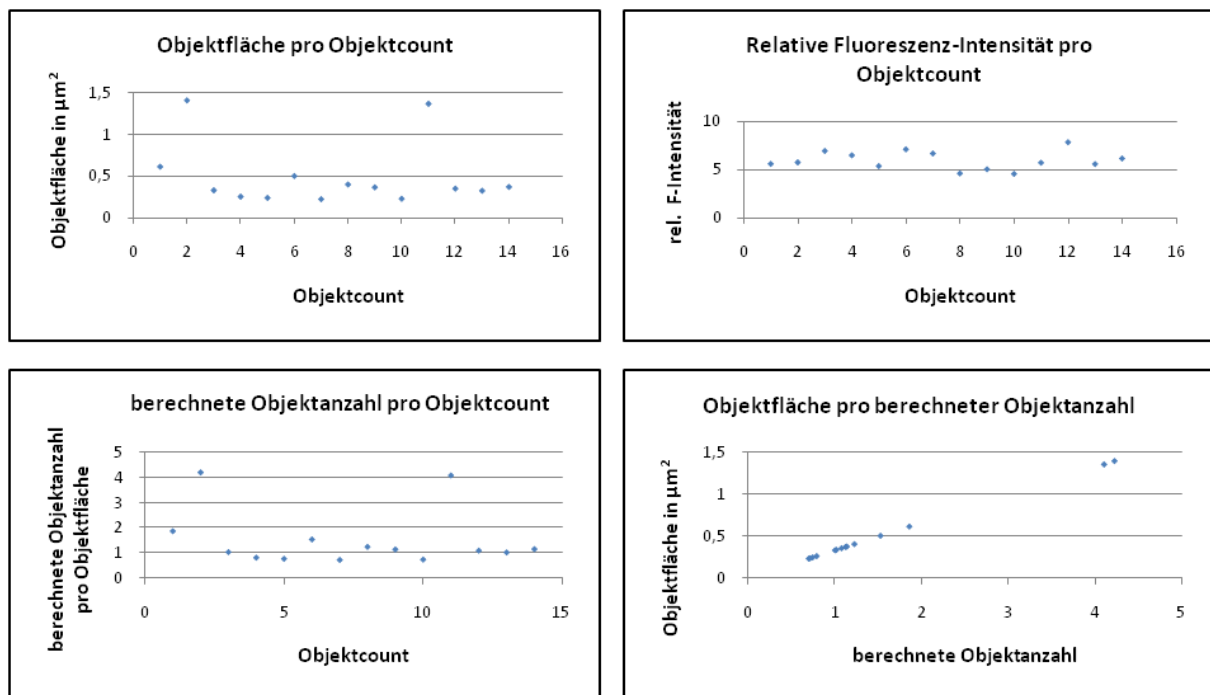 Objektfläche pro Objektcount
Objektfläche in µm²
1,5
1
0,5
0
0 2 4 6 8 10 12 14 16
Objektcount
Relative Fluoreszenz-Intensität pro
Objektcount
rel. F-Intensität
10
5
0
0 2 4 6 8 10 12 14 16
Objektcount
berechnete Objektanzahl pro Objektcount
berechnete Objektanzahl
pro Objektfläche
5
4
3
2
1
0
0 5 10 15
Objektcount
Objektfläche pro berechneter Objektanzahl
Objektfläche in µm²
1,5
1
0,5
0
0 1 2 3 4 5
berechnete Objektanzahl